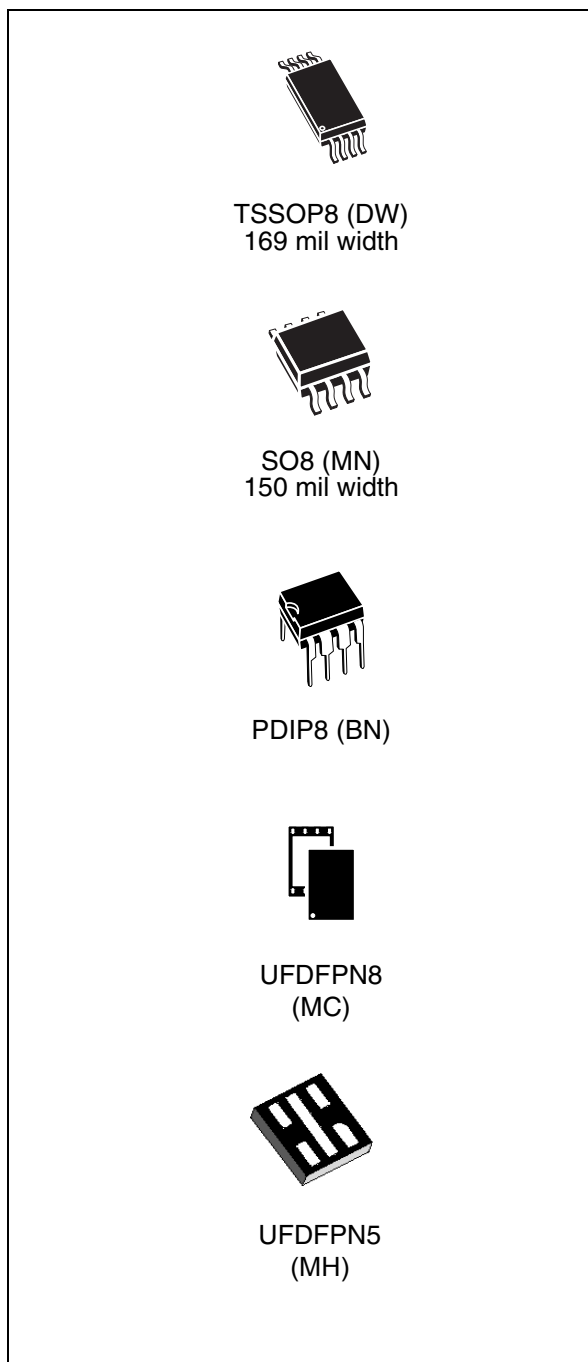 TSSOP8 (DW)
169 mil width
SO8 (MN)
150 mil width
PDIP8 (BN)
UFDFPN8
(MC)
UFDFPN5
(MH)